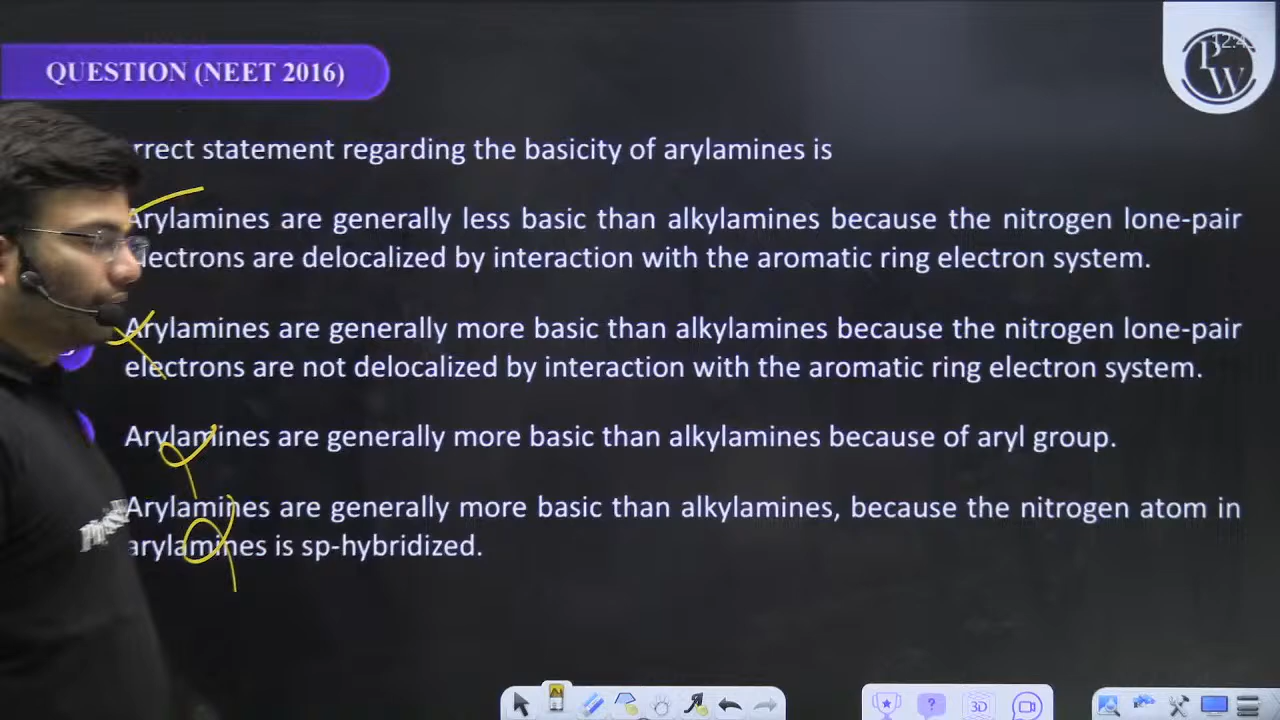 QUESTION (NEET 2016)
PW
rrect statement regarding the basicity of arylamines is
Arylamines are generally less basic than alkylamines because the nitrogen lone-pair
electrons are delocalized by interaction with the aromatic ring electron system.
Arylamines are generally more basic than alkylamines because the nitrogen lone-pair
electrons are not delocalized by interaction with the aromatic ring electron system.
Arylamines are generally more basic than alkylamines because of aryl group.
Arylamines are generally more basic than alkylamines, because the nitrogen atom in
arylamines is sp-hybridized.
?
3D